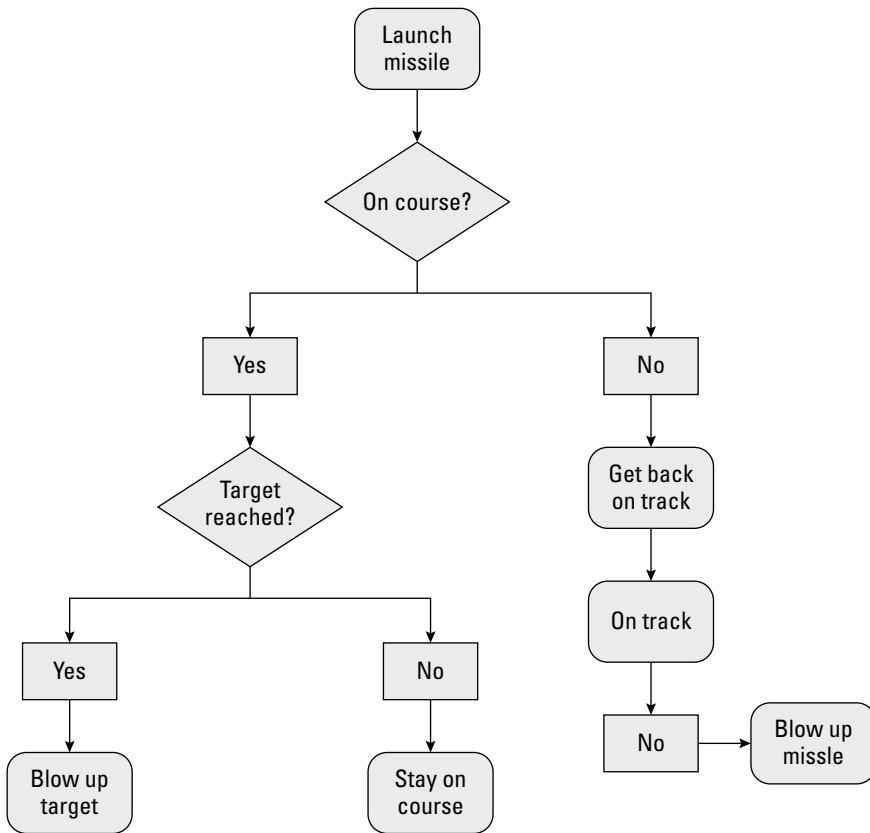 Launch
missile
On course?
Yes
No
Target
reached?
Get back
on track
On track
Yes
No
No
Blow up
missle
Blow up
target
Stay on
course